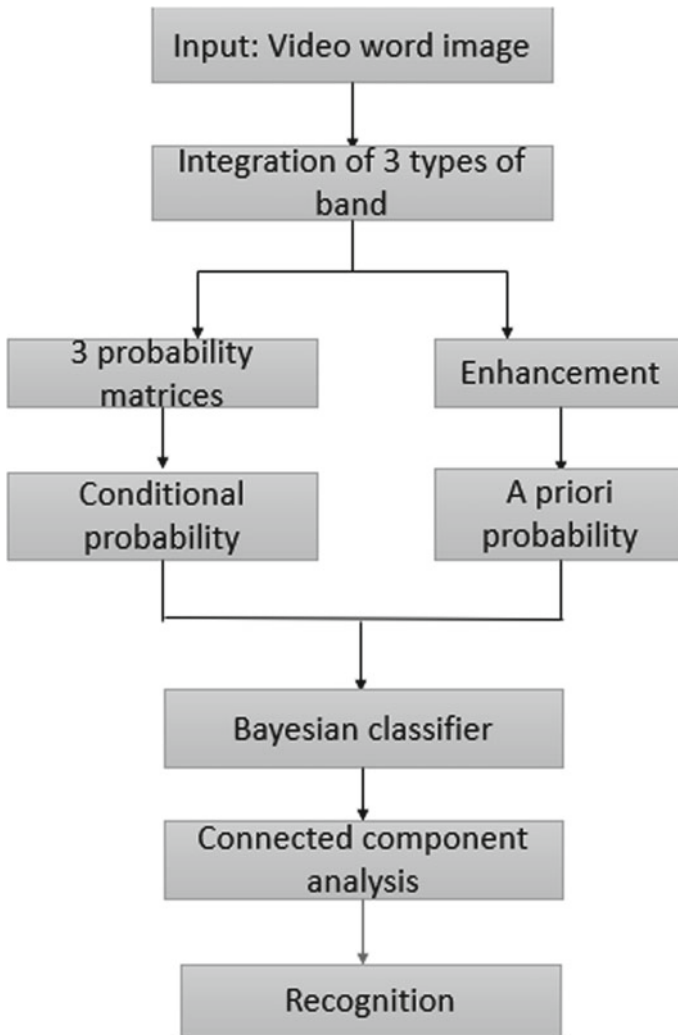 Input: Video word image
Integration of 3 types of
band
3 probability
matrices
Enhancement
Conditional
probability
A priori
probability
Bayesian classifier
Connected component
analysis
Recognition